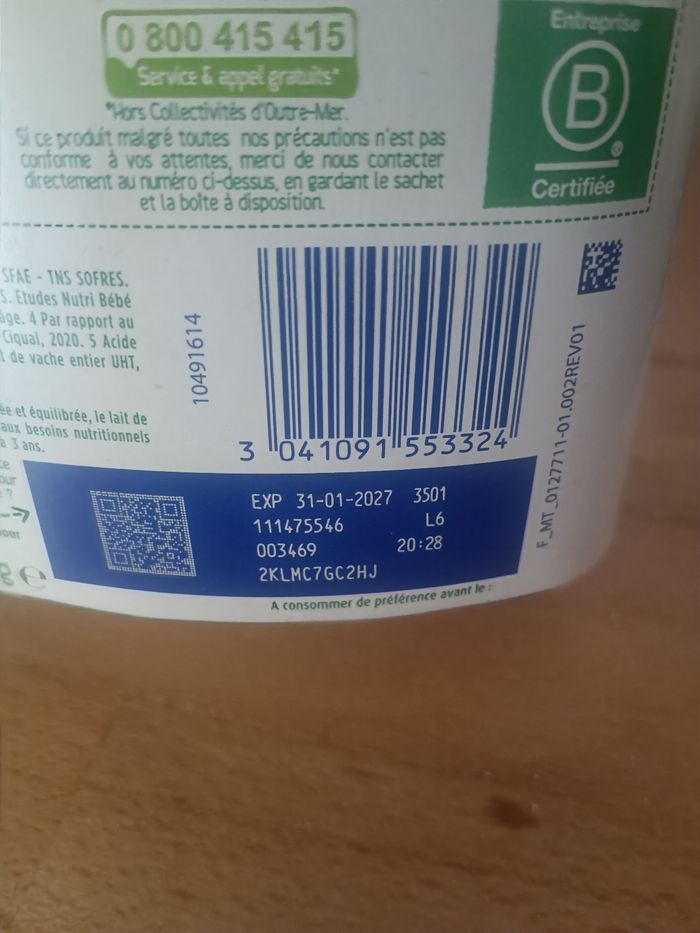 0 800 415 415
Service & appel gratuits*
*Hors Collectivités d'Outre-Mer.
Si ce produit malgré toutes nos précautions n'est pas
conforme à vos attentes, merci de nous contacter
directement au numéro ci-dessus, en gardant le sachet
et la boîte à disposition.
Entreprise
B
®
Certifiée
SFAE - TNS SOFRES.
S. Etudes Nutri Bébé
âge. 4 Par rapport au
Ciqual, 2020. 5 Acide
t de vache entier UHT,
ée et équilibrée, le lait de
aux besoins nutritionnels
à 3 ans.
10491614
3 041091 553324
F_MT_0127711-01.002REV01
EXP 31-01-2027 3501
111475546 L6
003469 20:28
2KLMC7GC2HJ
A consommer de préférence avant le :
g e